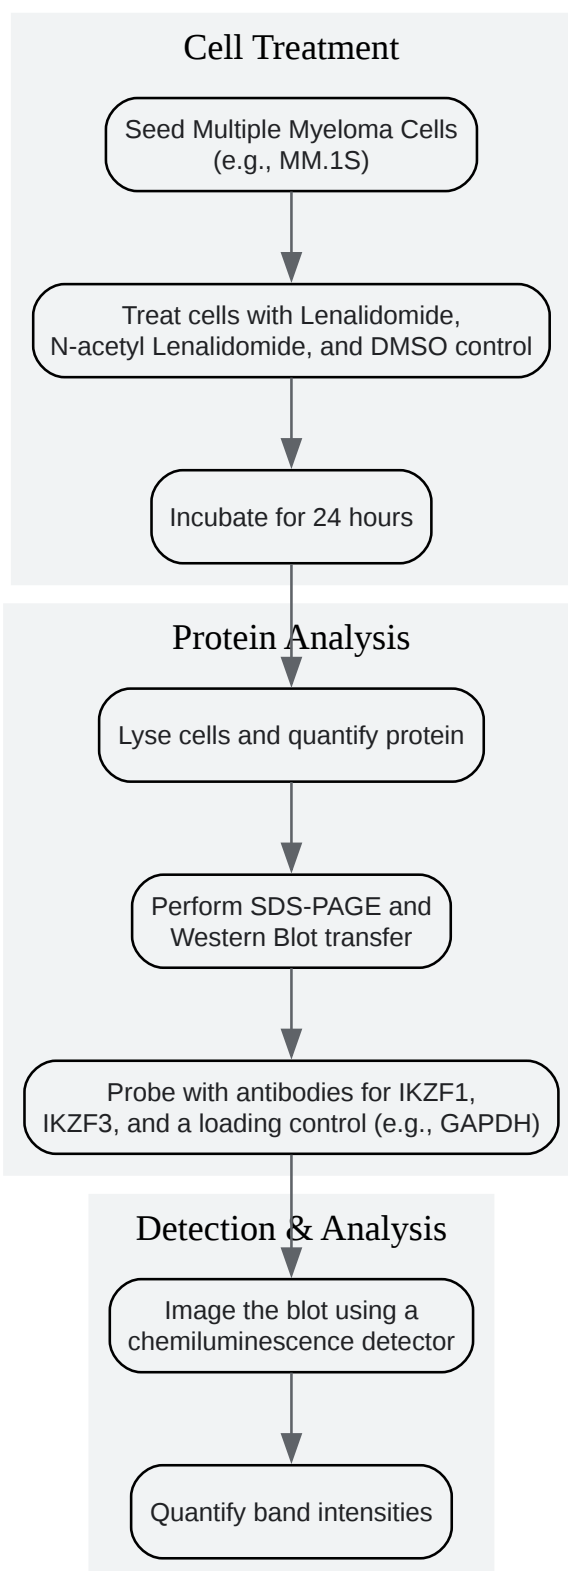 Cell Treatment
Seed Multiple Myeloma Cells
(e.g., MM.1S)
Treat cells with Lenalidomide,
N-acetyl Lenalidomide, and DMSO control
Incubate for 24 hours
Protein Analysis
Lyse cells and quantify protein
Perform SDS-PAGE and
Western Blot transfer
Probe with antibodies for IKZF1,
IKZF3, and a loading control (e.g., GAPDH)
Detection & Analysis
Image the blot using a
chemiluminescence detector
Quantify band intensities